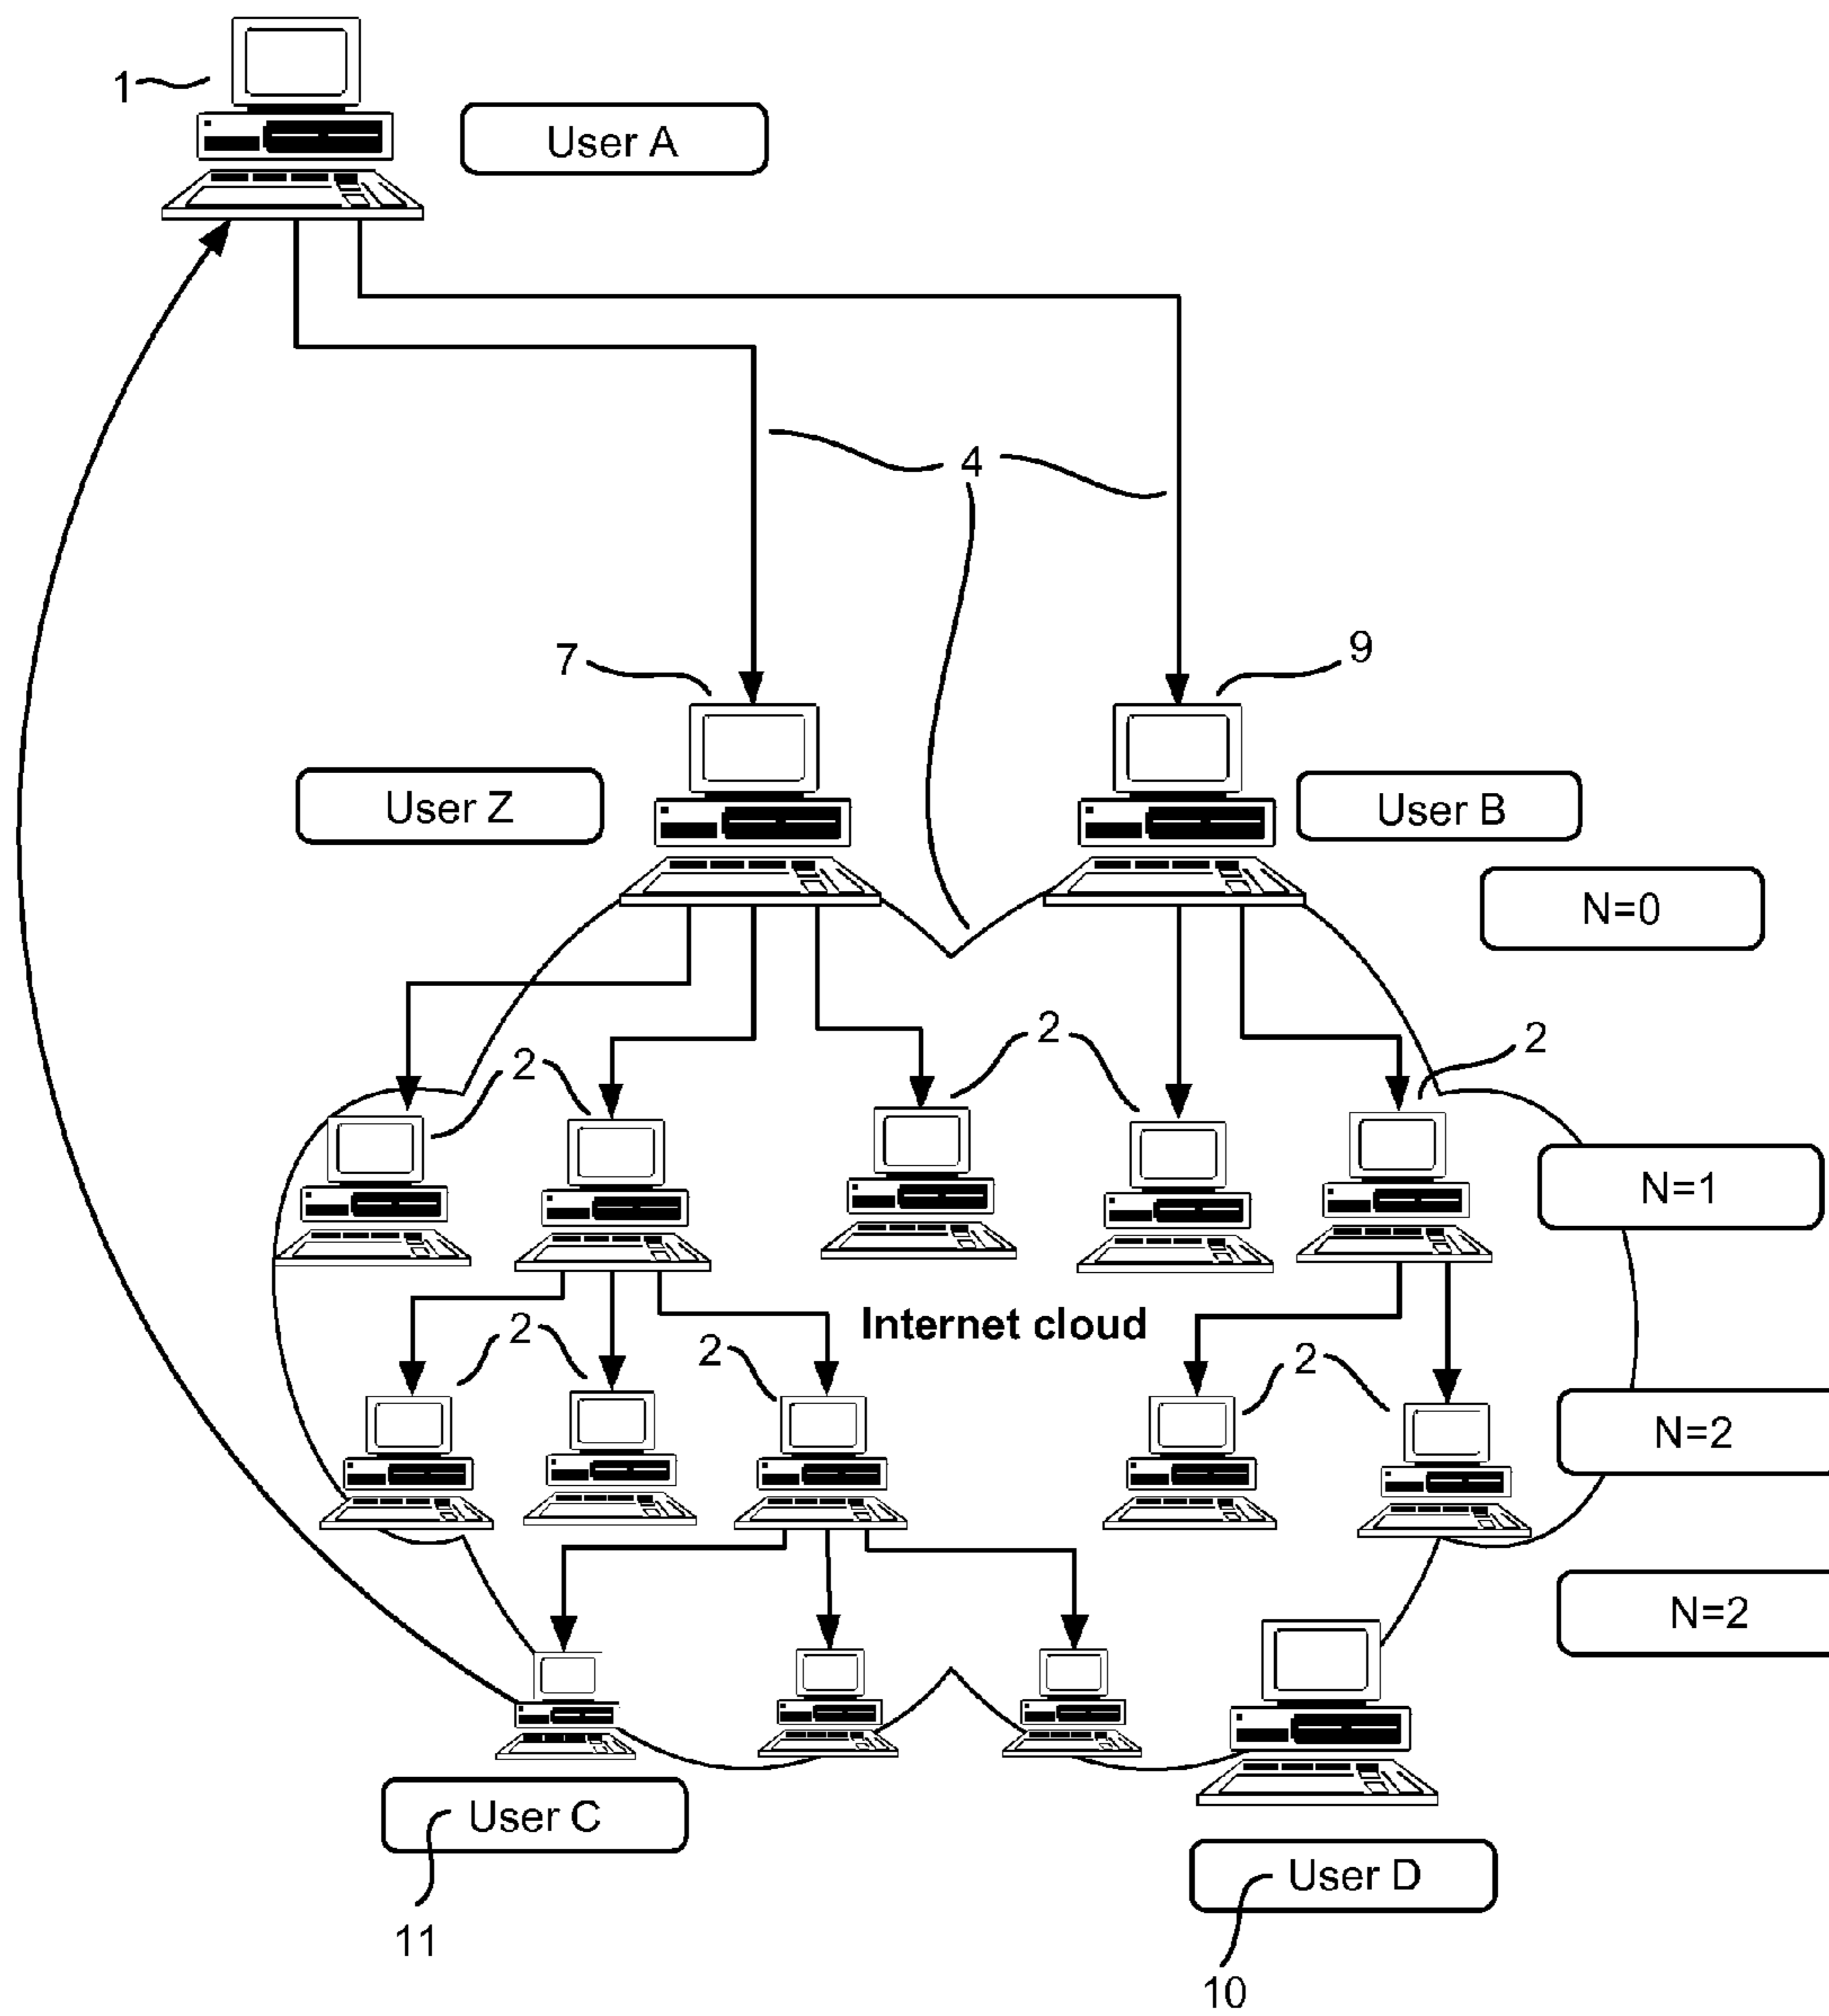 1
User A
4
7
9
User Z
User B
N=0
2
2
2
N=1
Internet cloud
2
2
2
N=2
N=2
User C
User D
11
10